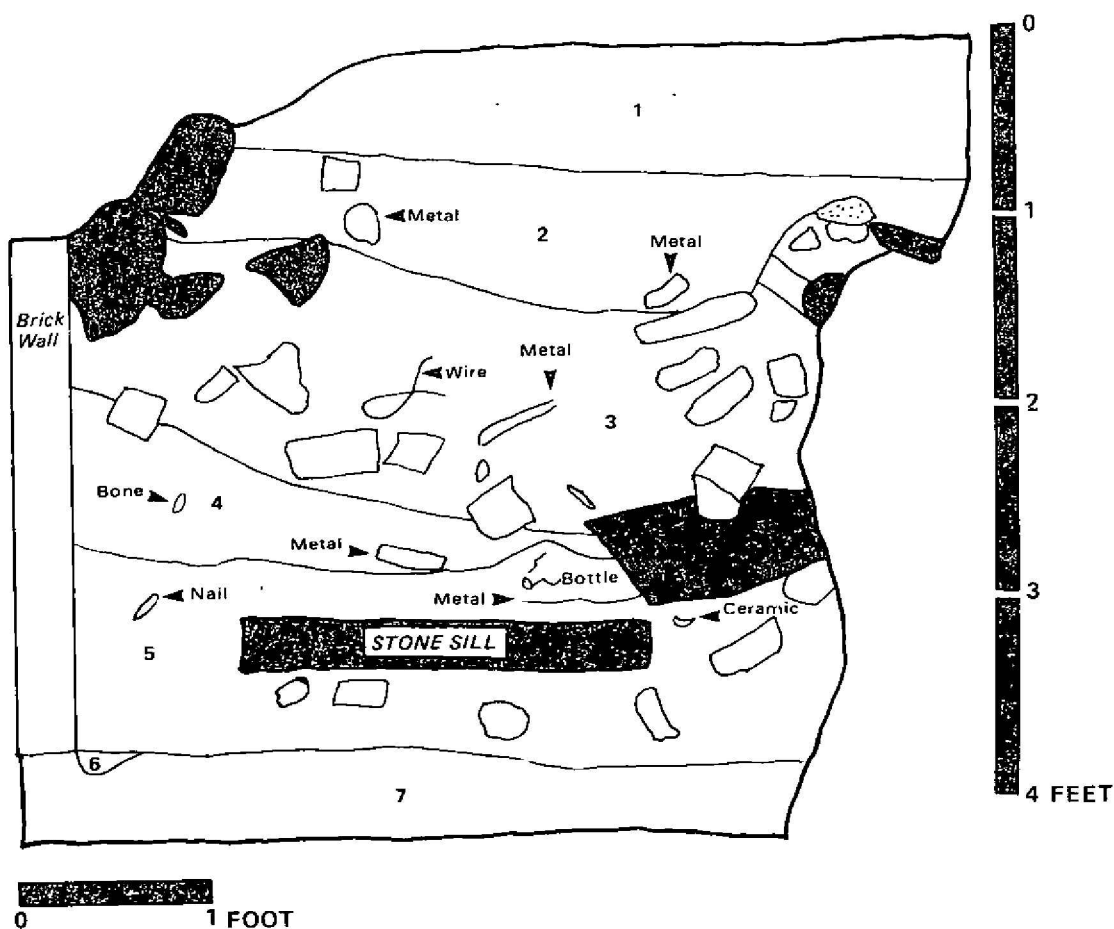 0
1
2
Metal
Metal
1
Brick
Wall
Metal
Wire
3
2
Bone
4
Metal
Bottle
Nail
Metal
Ceramic
3
5
STONE SILL
6
7
4 FEET
0
1 FOOT